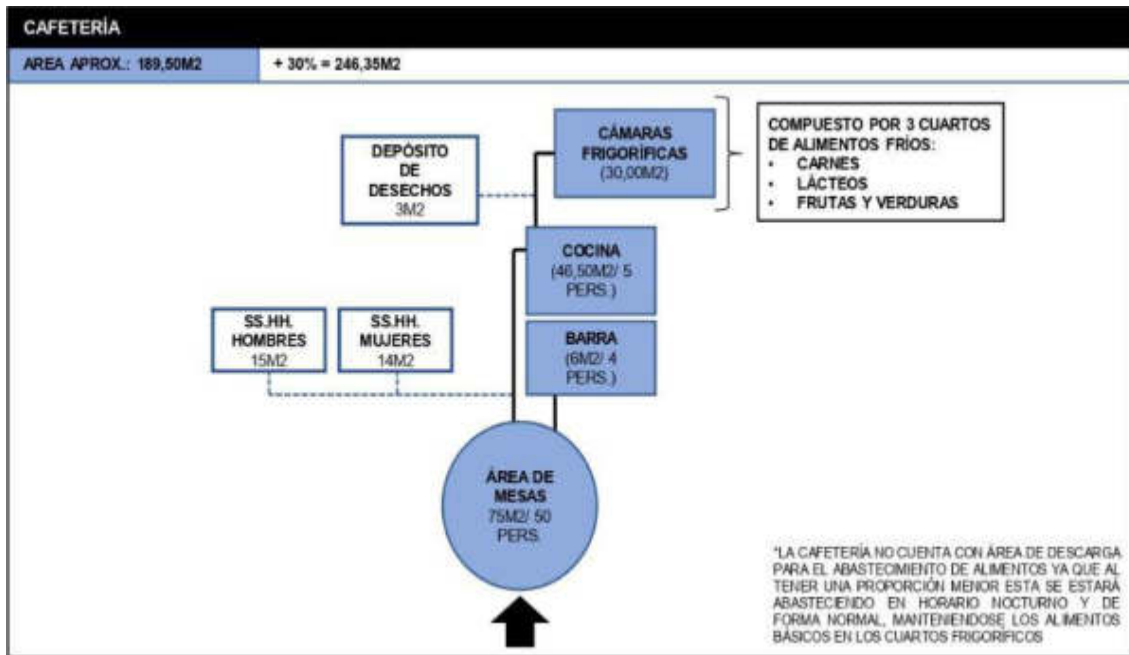 CAFETERÍA
AREA APROX.: 189,50M2
+ 30% = 246,35M2
CÁMARAS
FRIGORÍFICAS
(30,00M2)
COMPUESTO POR 3 CUARTOS
DE ALIMENTOS FRÍOS:
• CARNES
• LÁCTEOS
• FRUTAS Y VERDURAS
DEPÓSITO
DE
DESECHOS
3M2
COCINA
(46,50M2/ 5
PERS.)
SS.HH.
HOMBRES
15M2
SS.HH.
MUJERES
14M2
BARRA
(6M2/ 4
PERS.)
ÁREA DE
MESAS
75M2/ 50
PERS.
*LA CAFETERÍA NO CUENTA CON ÁREA DE DESCARGA
PARA EL ABASTECIMIENTO DE ALIMENTOS YA QUE AL
TENER UNA PROPORCIÓN MENOR ESTA SE ESTARÁ
ABASTECIENDO EN HORARIO NOCTURNO Y DE
FORMA NORMAL, MANTENIENDOSE LOS ALIMENTOS
BÁSICOS EN LOS CUARTOS FRIGORÍFICOS